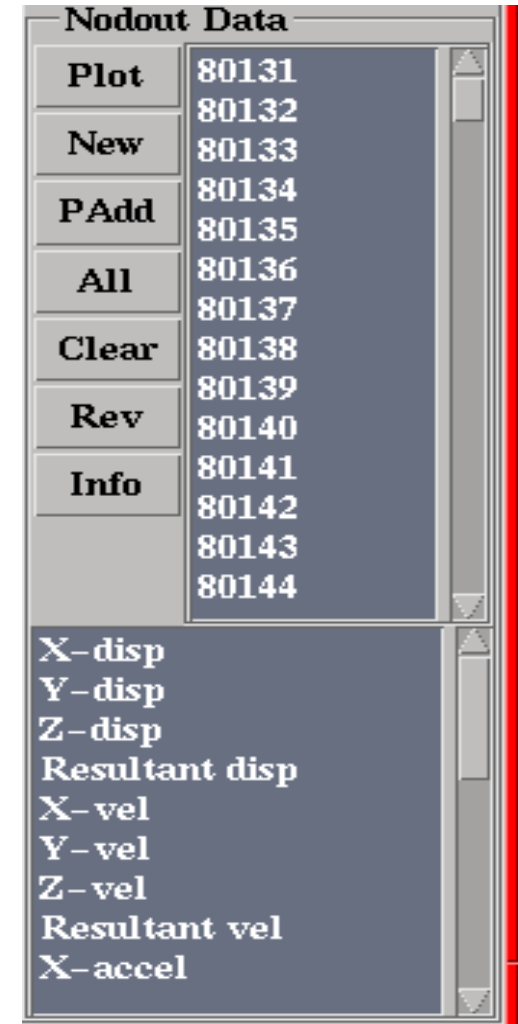 Nodout Data
Plot
New
PAdd
All
Clear
Rev
Info
80131
80132
80133
80134
80135
80136
80137
80138
80139
80140
80141
80142
80143
80144
X-disp
Y-disp
Z-disp
Resultant disp
X-vel
Y-vel
Z-vel
Resultant vel
X-accel